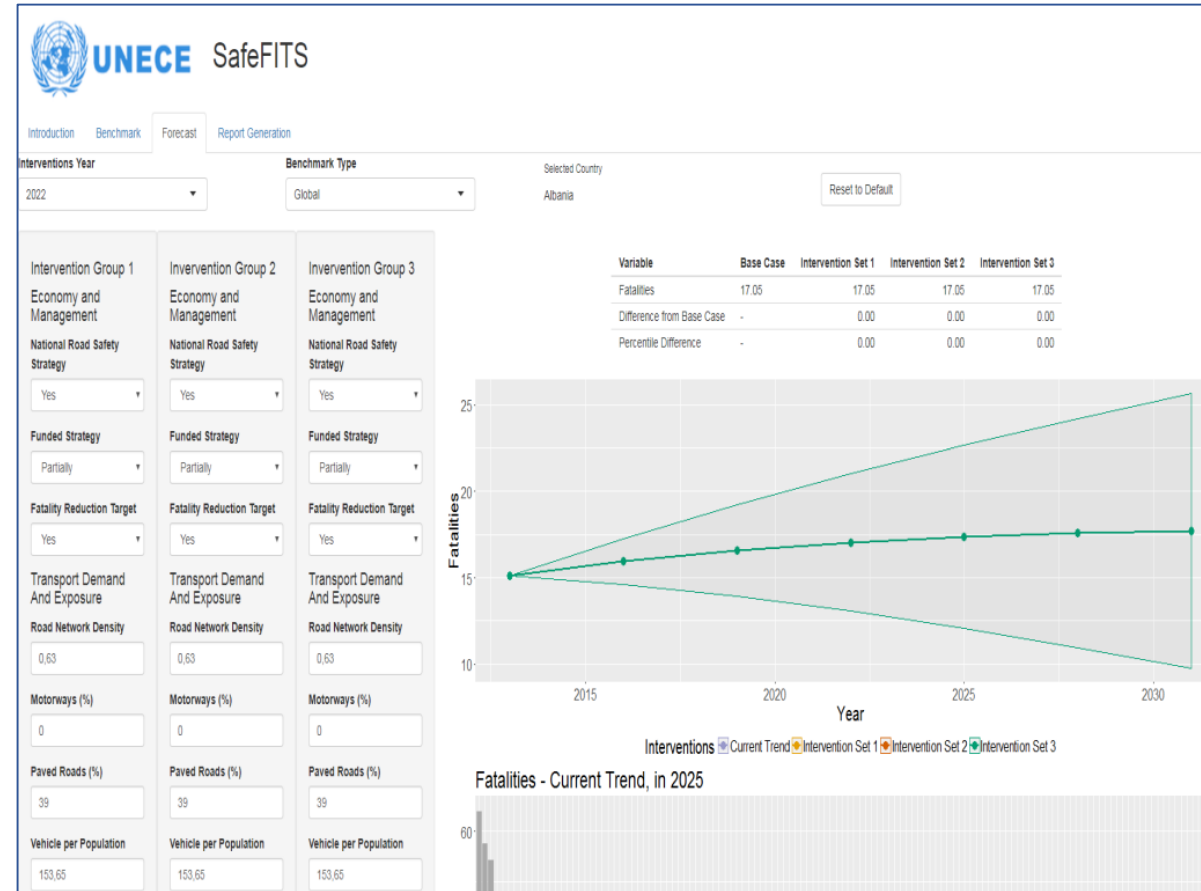 UNECE SafeFITS
Introduction Benchmark Forecast Report Generation
Interventions Year
2022
Benchmark Type
Global
Selected Country
Albania
Reset to Default
Intervention Group 1
Economy and
Management
National Road Safety
Strategy
Yes
Funded Strategy
Partially
Fatality Reduction Target
Yes
Transport Demand
And Exposure
Road Network Density
0,63
Motorways (%)
0
Paved Roads (%)
39
Vehicle per Population
153,65
Invervention Group 2
Economy and
Management
National Road Safety
Strategy
Yes
Funded Strategy
Partially
Fatality Reduction Target
Yes
Transport Demand
And Exposure
Road Network Density
0,63
Motorways (%)
0
Paved Roads (%)
39
Vehicle per Population
153,65
Invervention Group 3
Economy and
Management
National Road Safety
Strategy
Yes
Funded Strategy
Partially
Fatality Reduction Target
Yes
Transport Demand
And Exposure
Road Network Density
0,63
Motorways (%)
0
Paved Roads (%)
39
Vehicle per Population
153,65
Variable Base Case Intervention Set 1 Intervention Set 2 Intervention Set 3
Fatalities 17.05 17.05 17.05 17.05
Difference from Base Case - 0.00 0.00 0.00
Percentile Difference - 0.00 0.00 0.00
25
20
15
10
Fatalities
2015 2020 2025 2030
Year
Interventions Current Trend Intervention Set 1 Intervention Set 2 Intervention Set 3
Fatalities - Current Trend, in 2025
60